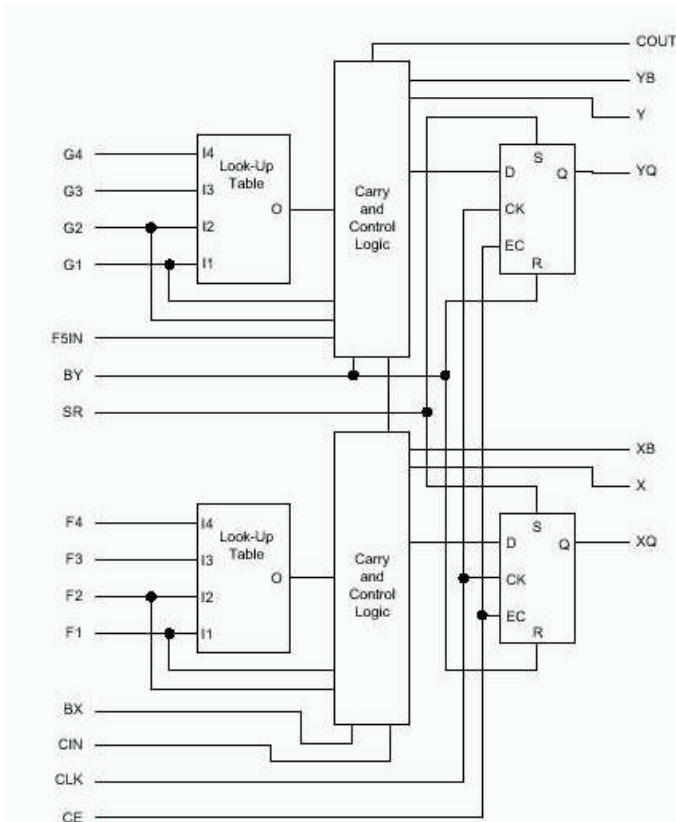 COUT
YB
Y
G4
G3
G2
G1
I4
I3
I2
I1
Look-Up
Table
O
Carry
and
Control
Logic
S
D
Q
CK
EC
R
YQ
F5IN
BY
SR
XB
X
F4
F3
F2
F1
I4
I3
I2
I1
Look-Up
Table
O
Carry
and
Control
Logic
S
D
Q
CK
EC
R
XQ
BX
CIN
CLK
CE